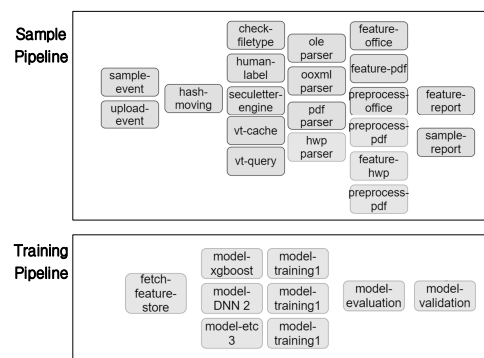 Sample
Pipeline
sample-
event
upload-
event
hash-
moving
check-
filetype
human-
label
seculetter-
engine
vt-cache
vt-query
ole
parser
ooxml
parser
pdf
parser
hwp
parser
feature-
office
feature-pdf
preprocess-
office
preprocess-
pdf
feature-
hwp
preprocess-
pdf
feature-
report
sample-
report
Training
Pipeline
fetch-
feature-
store
model-
xgboost
model-
DNN 2
model-etc
3
model-
training1
model-
training1
model-
training1
model-
evaluation
model-
validation